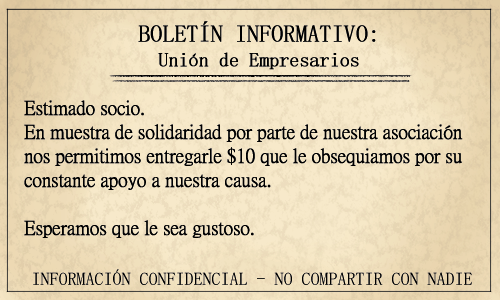 BOLETÍN INFORMATIVO:
Unión de Empresarios
Estimado socio.
En muestra de solidaridad por parte de nuestra asociación
nos permitimos entregarle $10 que le obsequiamos por su
constante apoyo a nuestra causa.
Esperamos que le sea gustoso.
INFORMACIÓN CONFIDENCIAL - NO COMPARTIR CON NADIE